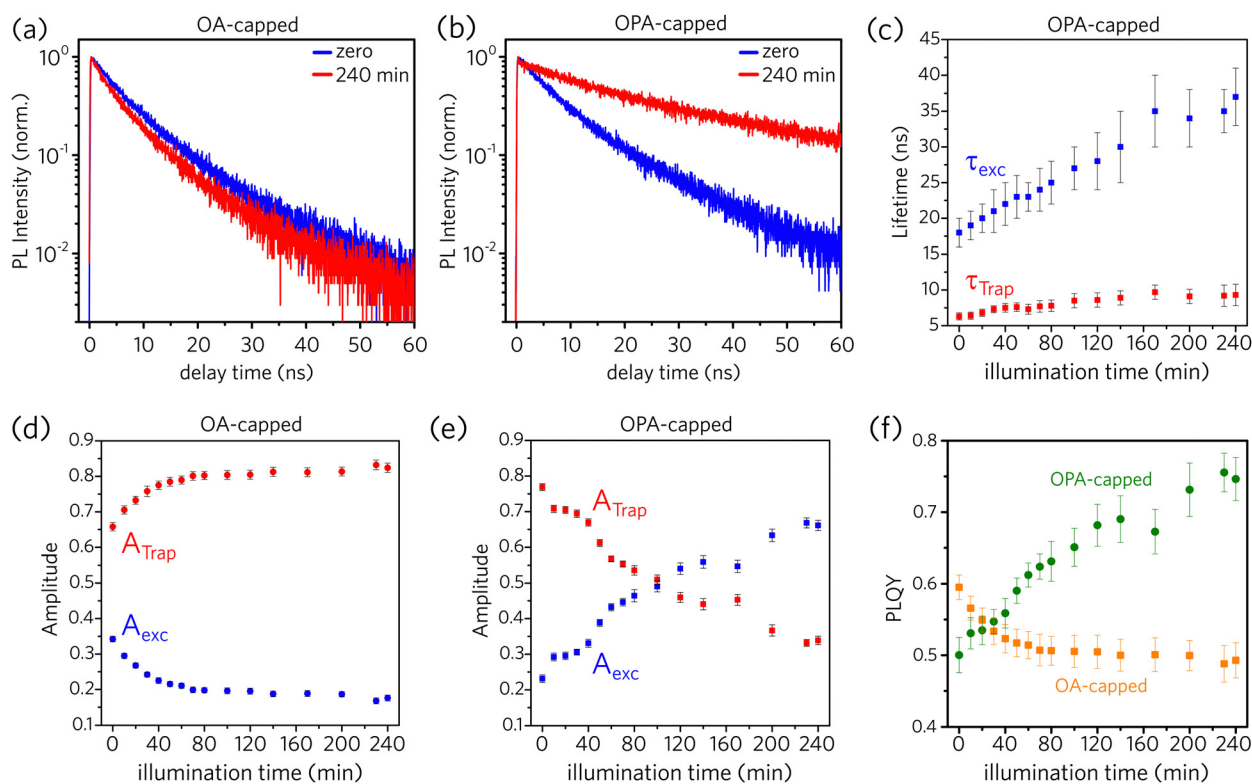 (a)
OA-capped
zero
240 min
PL Intensity (norm.)
10⁰
10⁻¹
10⁻²
0 10 20 30 40 50 60
delay time (ns)
(b)
OPA-capped
zero
240 min
PL Intensity (norm.)
10⁰
10⁻¹
10⁻²
0 10 20 30 40 50 60
delay time (ns)
(c)
OPA-capped
Lifetime (ns)
45
40
35
30
25
20
15
10
5
τexc
τTrap
0 40 80 120 160 200 240
illumination time (min)
(d)
OA-capped
Amplitude
0.9
0.8
0.7
0.6
0.5
0.4
0.3
0.2
0.1
ATrap
Aexc
0 40 80 120 160 200 240
illumination time (min)
(e)
OPA-capped
Amplitude
0.9
0.8
0.7
0.6
0.5
0.4
0.3
0.2
0.1
ATrap
Aexc
0 40 80 120 160 200 240
illumination time (min)
(f)
PLQY
0.8
0.7
0.6
0.5
0.4
OPA-capped
OA-capped
0 40 80 120 160 200 240
illumination time (min)